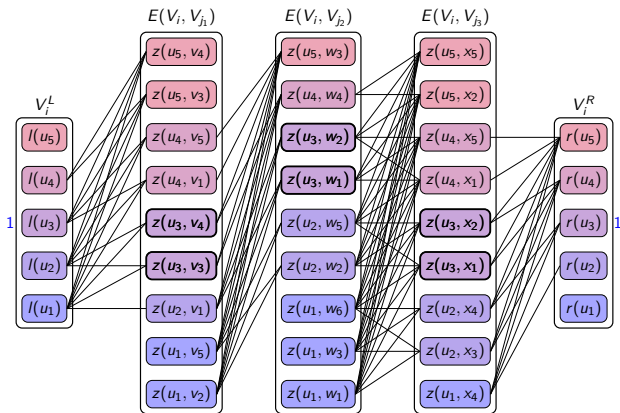 E(V_i, V_{j_1})
E(V_i, V_{j_2})
E(V_i, V_{j_3})
V_i^L
V_i^R
z(u_5, v_4)
z(u_5, v_3)
z(u_4, v_5)
z(u_4, v_1)
z(u_3, v_4)
z(u_3, v_3)
z(u_2, v_1)
z(u_1, v_5)
z(u_1, v_2)
z(u_5, w_3)
z(u_4, w_4)
z(u_3, w_2)
z(u_3, w_1)
z(u_2, w_5)
z(u_2, w_2)
z(u_1, w_6)
z(u_1, w_3)
z(u_1, w_1)
z(u_5, x_5)
z(u_5, x_2)
z(u_4, x_5)
z(u_4, x_1)
z(u_3, x_2)
z(u_3, x_1)
z(u_2, x_4)
z(u_2, x_3)
z(u_1, x_4)
l(u_5)
l(u_4)
l(u_3)
l(u_2)
l(u_1)
r(u_5)
r(u_4)
r(u_3)
r(u_2)
r(u_1)
1
1